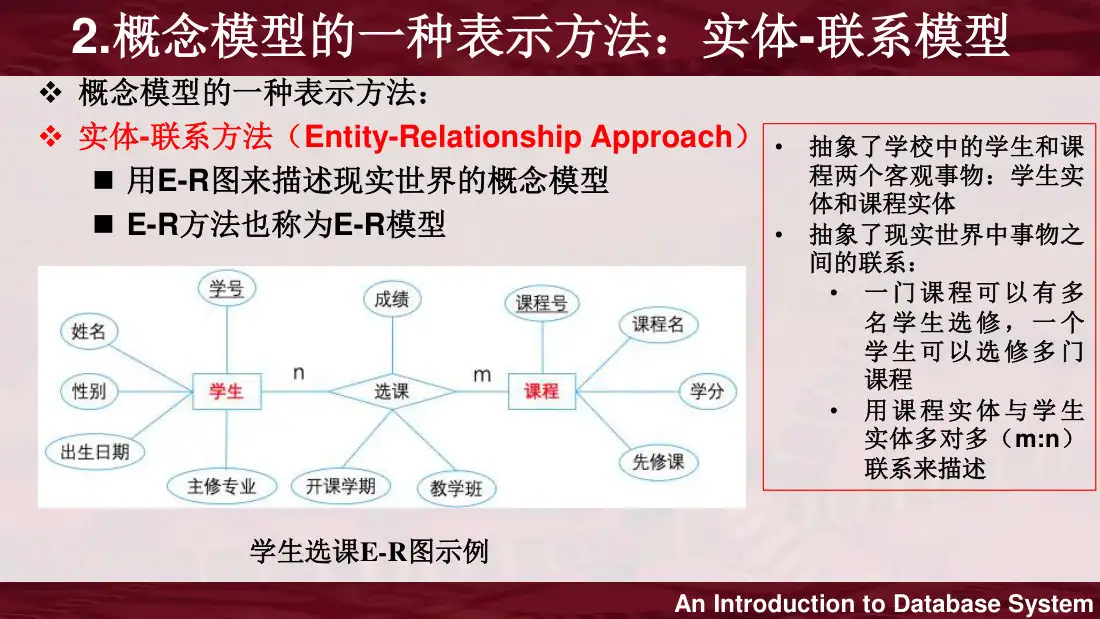 2.概念模型的一种表示方法：实体-联系模型
❖ 概念模型的一种表示方法：
❖ 实体-联系方法（Entity-Relationship Approach）
■ 用E-R图来描述现实世界的概念模型
■ E-R方法也称为E-R模型
学号
成绩
课程号
姓名
课程名
性别
学生
n
选课
m
课程
学分
出生日期
先修课
主修专业
开课学期
教学班
学生选课E-R图示例
• 抽象了学校中的学生和课
程两个客观事物：学生实
体和课程实体
• 抽象了现实世界中事物之
间的联系：
• 一门课程可以有多
名学生选修，一个
学生可以选修多门
课程
• 用课程实体与学生
实体多对多（m:n）
联系来描述
An Introduction to Database System